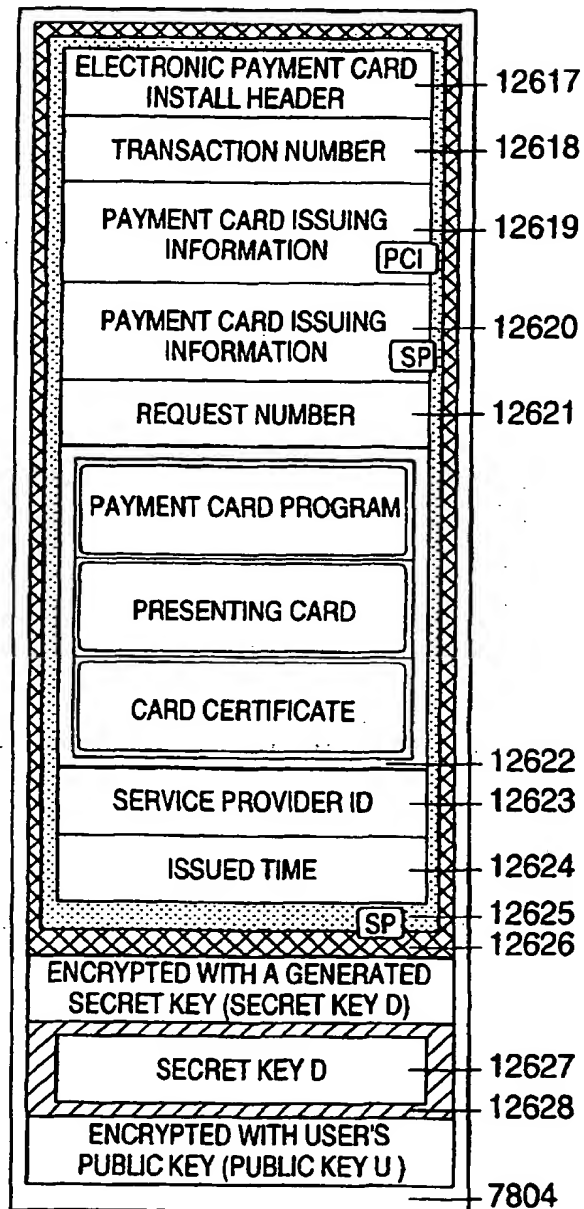 ELECTRONIC PAYMENT CARD
INSTALL HEADER
12617
TRANSACTION NUMBER
12618
PAYMENT CARD ISSUING
INFORMATION
PCI
12619
PAYMENT CARD ISSUING
INFORMATION
SP
12620
REQUEST NUMBER
12621
PAYMENT CARD PROGRAM
PRESENTING CARD
CARD CERTIFICATE
12622
SERVICE PROVIDER ID
12623
ISSUED TIME
12624
SP
12625
12626
ENCRYPTED WITH A GENERATED
SECRET KEY (SECRET KEY D)
SECRET KEY D
12627
12628
ENCRYPTED WITH USER'S
PUBLIC KEY (PUBLIC KEY U )
7804